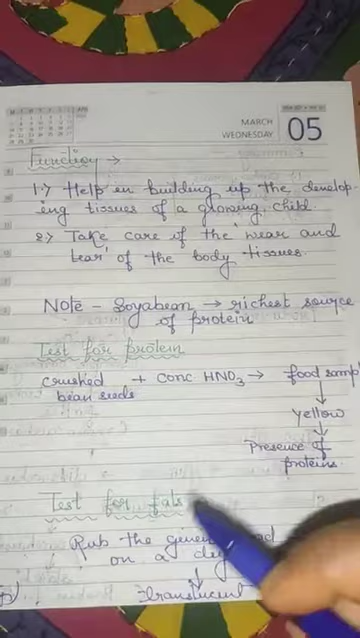 MARCH
WEDNESDAY 05
Function →
1.) Help in building up the develop-
ing tissues of a growing child.
2) Take care of the 'wear and
tear' of the body tissues.
Note - Soyabean → richest source
of protein
Test for protein
crushed + conc HNO3 → food samp
bean seeds
Yellow
Presence of
proteins.
Test for fats
Rub the
on a
Translucent